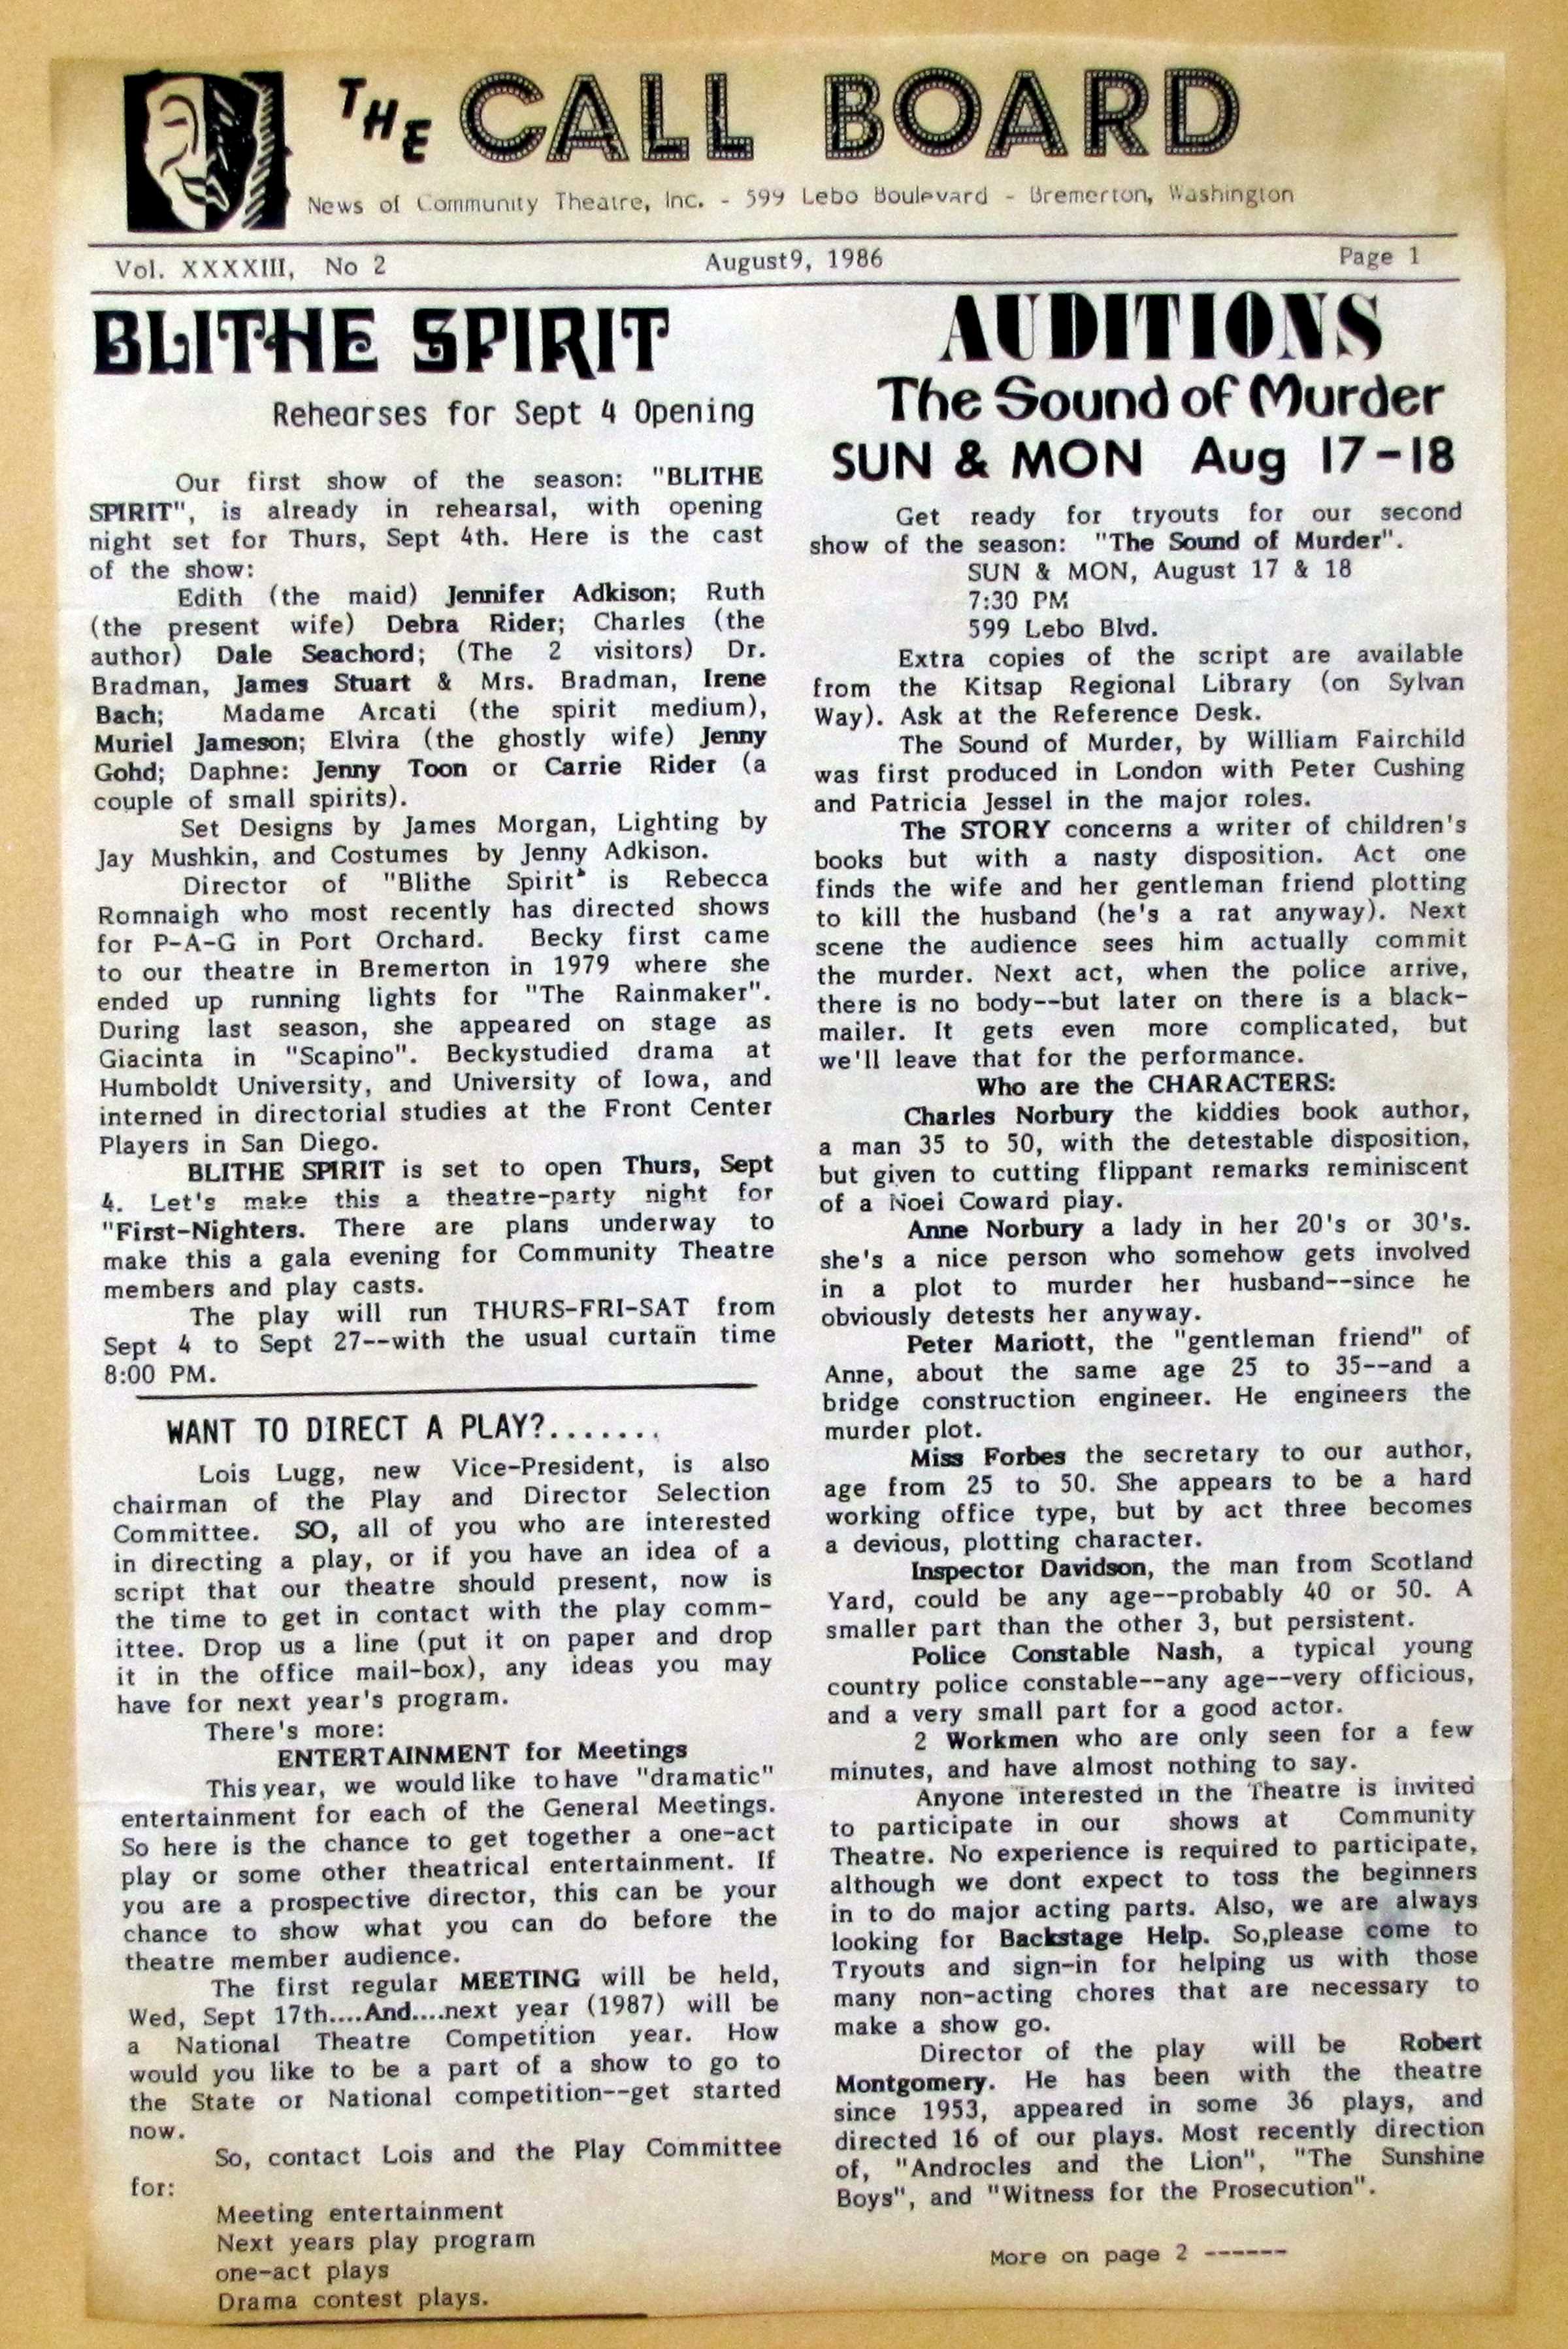 THE CALL BOARD
News of Community Theatre, Inc. - 599 Lebo Boulevard - Bremerton, Washington
Vol. XXXXIII, No 2 August9, 1986 Page 1
BLITHE SPIRIT
Rehearses for Sept 4 Opening
Our first show of the season: "BLITHE
SPIRIT", is already in rehearsal, with opening
night set for Thurs, Sept 4th. Here is the cast
of the show:
Edith (the maid) Jennifer Adkison; Ruth
(the present wife) Debra Rider; Charles (the
author) Dale Seachord; (The 2 visitors) Dr.
Bradman, James Stuart & Mrs. Bradman, Irene
Bach; Madame Arcati (the spirit medium),
Muriel Jameson; Elvira (the ghostly wife) Jenny
Gohd; Daphne: Jenny Toon or Carrie Rider (a
couple of small spirits).
Set Designs by James Morgan, Lighting by
Jay Mushkin, and Costumes by Jenny Adkison.
Director of "Blithe Spirit" is Rebecca
Romnaigh who most recently has directed shows
for P-A-G in Port Orchard. Becky first came
to our theatre in Bremerton in 1979 where she
ended up running lights for "The Rainmaker".
During last season, she appeared on stage as
Giacinta in "Scapino". Beckystudied drama at
Humboldt University, and University of Iowa, and
interned in directorial studies at the Front Center
Players in San Diego.
BLITHE SPIRIT is set to open Thurs, Sept
4. Let's make this a theatre-party night for
"First-Nighters. There are plans underway to
make this a gala evening for Community Theatre
members and play casts.
The play will run THURS-FRI-SAT from
Sept 4 to Sept 27--with the usual curtain time
8:00 PM.
WANT TO DIRECT A PLAY?.......
Lois Lugg, new Vice-President, is also
chairman of the Play and Director Selection
Committee. SO, all of you who are interested
in directing a play, or if you have an idea of a
script that our theatre should present, now is
the time to get in contact with the play comm-
ittee. Drop us a line (put it on paper and drop
it in the office mail-box), any ideas you may
have for next year's program.
There's more:
ENTERTAINMENT for Meetings
This year, we would like to have "dramatic"
entertainment for each of the General Meetings.
So here is the chance to get together a one-act
play or some other theatrical entertainment. If
you are a prospective director, this can be your
chance to show what you can do before the
theatre member audience.
The first regular MEETING will be held,
Wed, Sept 17th....And....next year (1987) will be
a National Theatre Competition year. How
would you like to be a part of a show to go to
the State or National competition--get started
now.
So, contact Lois and the Play Committee
for:
Meeting entertainment
Next years play program
one-act plays
Drama contest plays.
AUDITIONS
The Sound of Murder
SUN & MON Aug 17-18
Get ready for tryouts for our second
show of the season: "The Sound of Murder".
SUN & MON, August 17 & 18
7:30 PM
599 Lebo Blvd.
Extra copies of the script are available
from the Kitsap Regional Library (on Sylvan
Way). Ask at the Reference Desk.
The Sound of Murder, by William Fairchild
was first produced in London with Peter Cushing
and Patricia Jessel in the major roles.
The STORY concerns a writer of children's
books but with a nasty disposition. Act one
finds the wife and her gentleman friend plotting
to kill the husband (he's a rat anyway). Next
scene the audience sees him actually commit
the murder. Next act, when the police arrive,
there is no body--but later on there is a black-
mailer. It gets even more complicated, but
we'll leave that for the performance.
Who are the CHARACTERS:
Charles Norbury the kiddies book author,
a man 35 to 50, with the detestable disposition,
but given to cutting flippant remarks reminiscent
of a Noel Coward play.
Anne Norbury a lady in her 20's or 30's.
she's a nice person who somehow gets involved
in a plot to murder her husband--since he
obviously detests her anyway.
Peter Mariott, the "gentleman friend" of
Anne, about the same age 25 to 35--and a
bridge construction engineer. He engineers the
murder plot.
Miss Forbes the secretary to our author,
age from 25 to 50. She appears to be a hard
working office type, but by act three becomes
a devious, plotting character.
Inspector Davidson, the man from Scotland
Yard, could be any age--probably 40 or 50. A
smaller part than the other 3, but persistent.
Police Constable Nash, a typical young
country police constable--any age--very officious,
and a very small part for a good actor.
2 Workmen who are only seen for a few
minutes, and have almost nothing to say.
Anyone interested in the Theatre is invited
to participate in our shows at Community
Theatre. No experience is required to participate,
although we dont expect to toss the beginners
in to do major acting parts. Also, we are always
looking for Backstage Help. So,please come to
Tryouts and sign-in for helping us with those
many non-acting chores that are necessary to
make a show go.
Director of the play will be Robert
Montgomery. He has been with the theatre
since 1953, appeared in some 36 plays, and
directed 16 of our plays. Most recently direction
of, "Androcles and the Lion", "The Sunshine
Boys", and "Witness for the Prosecution".
More on page 2 ------